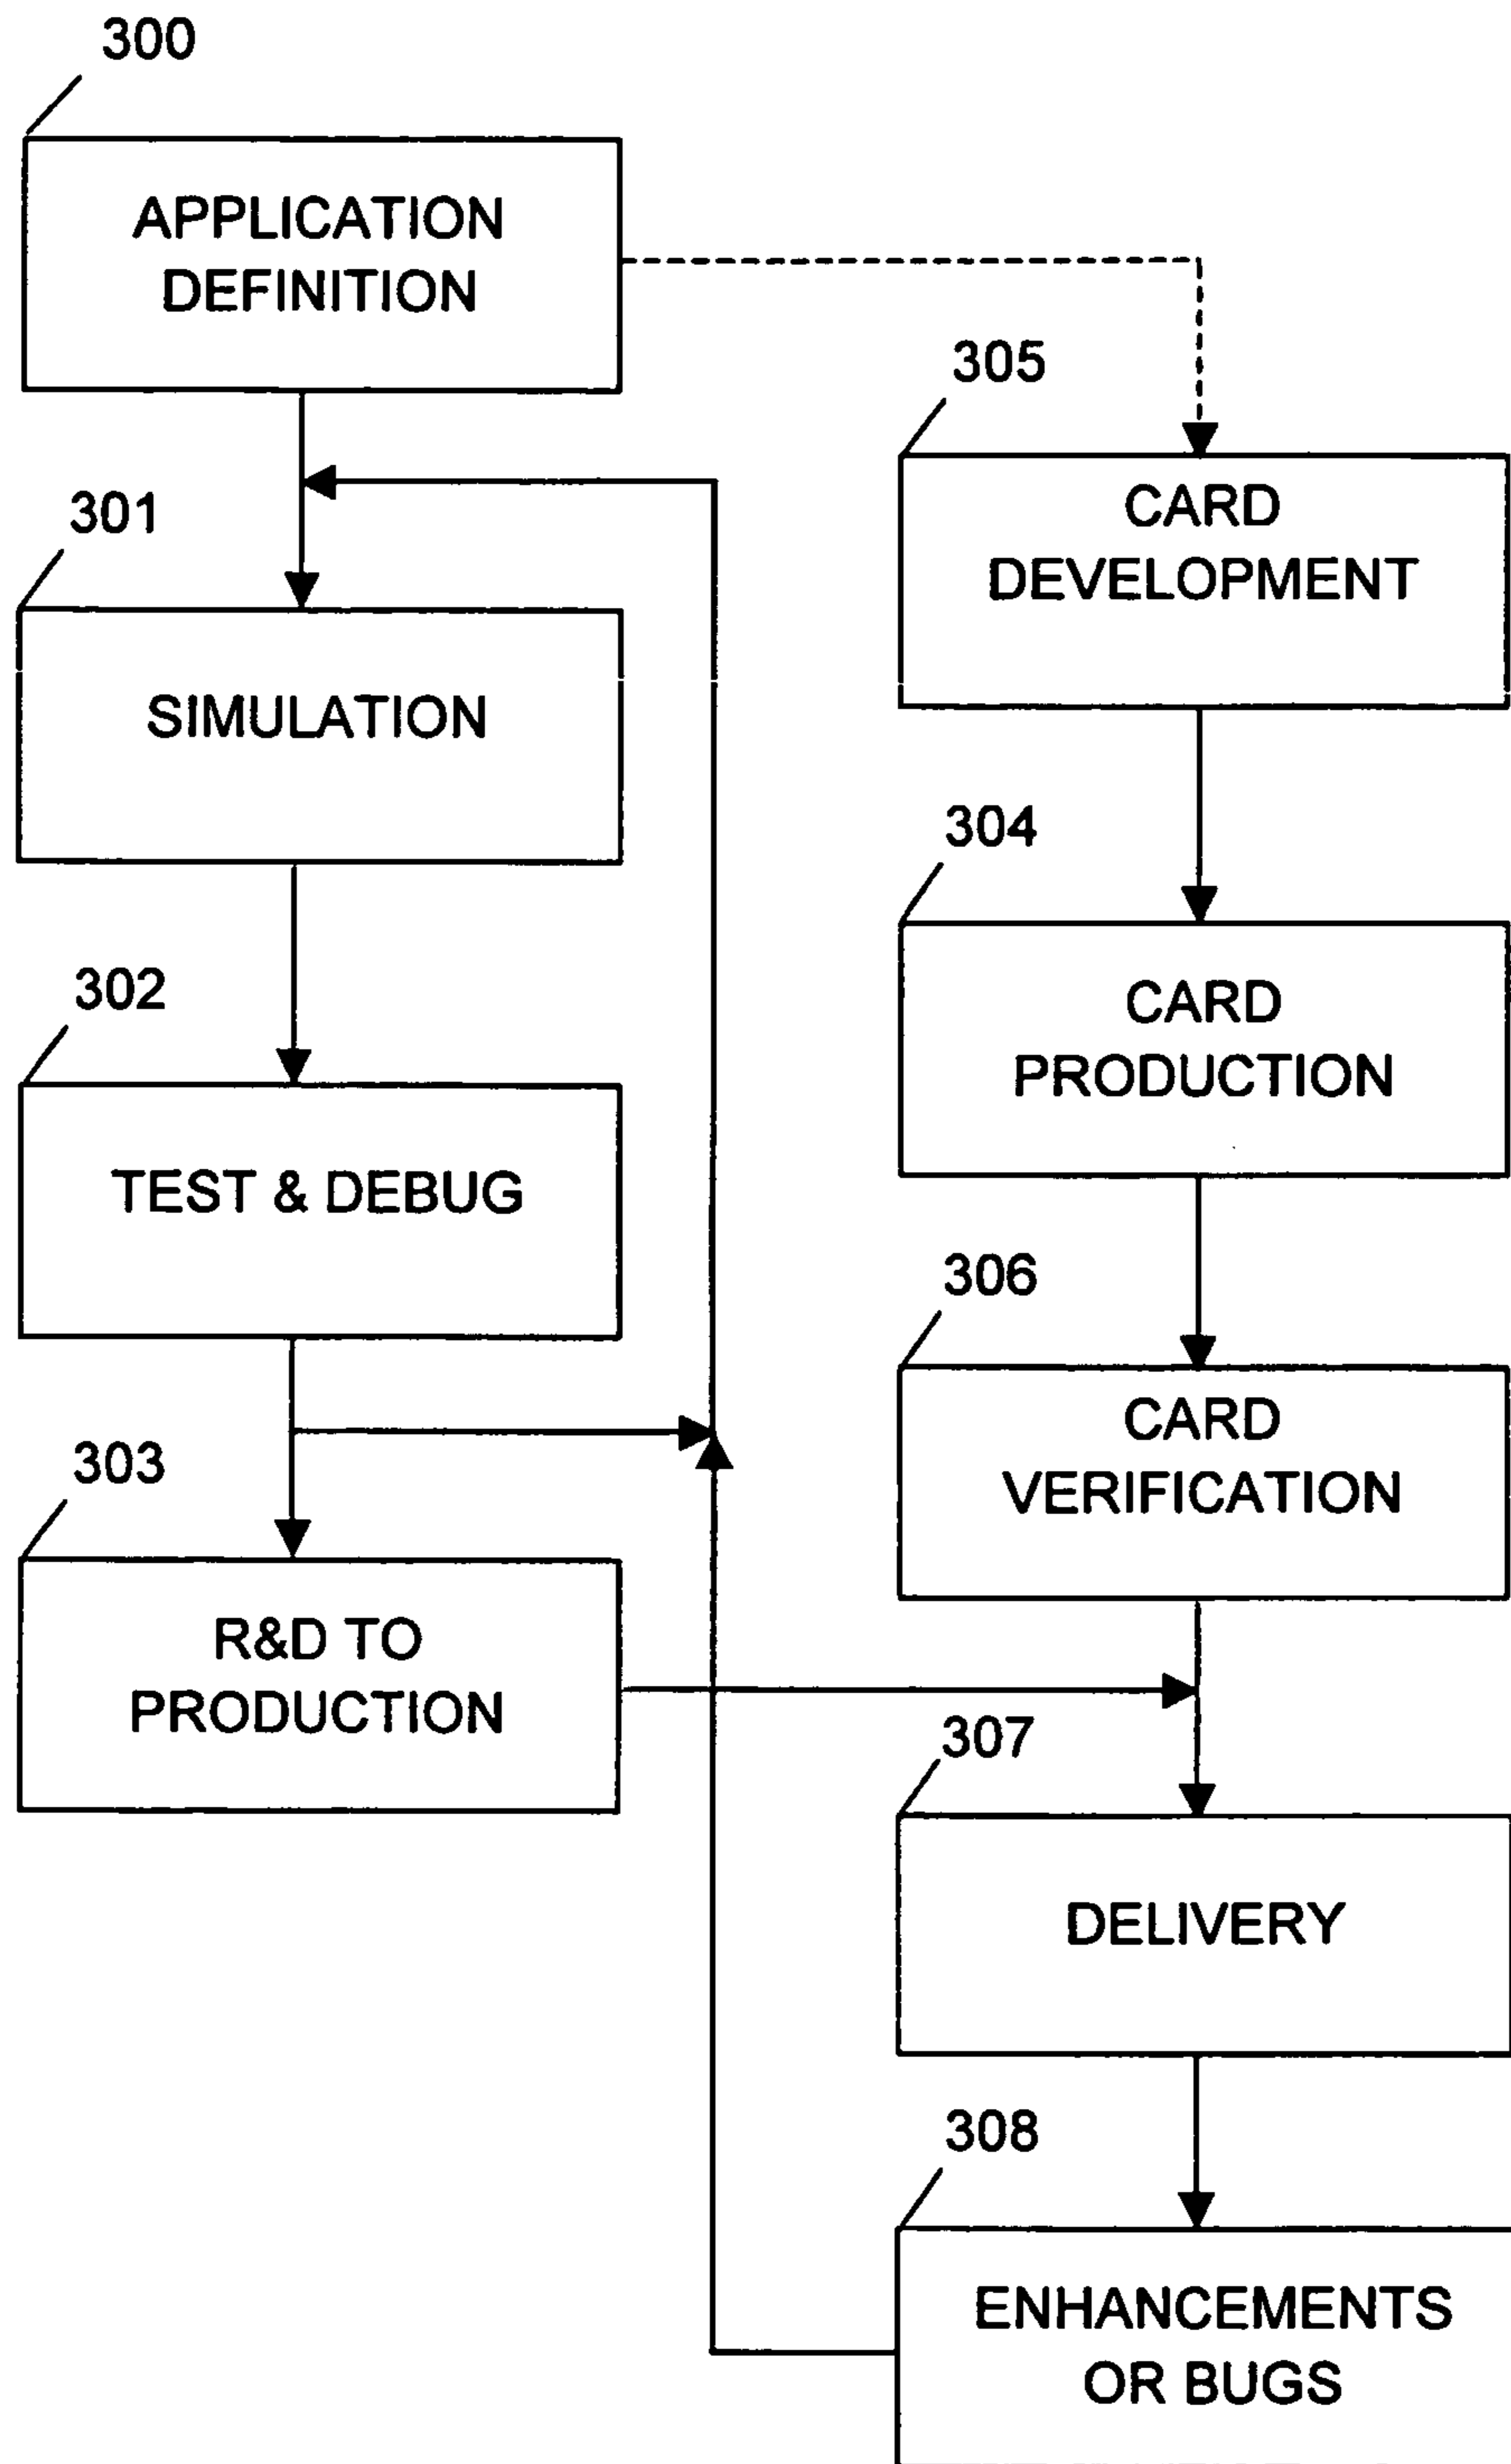 300
APPLICATION
DEFINITION
301
SIMULATION
302
TEST & DEBUG
303
R&D TO
PRODUCTION
305
CARD
DEVELOPMENT
304
CARD
PRODUCTION
306
CARD
VERIFICATION
307
DELIVERY
308
ENHANCEMENTS
OR BUGS